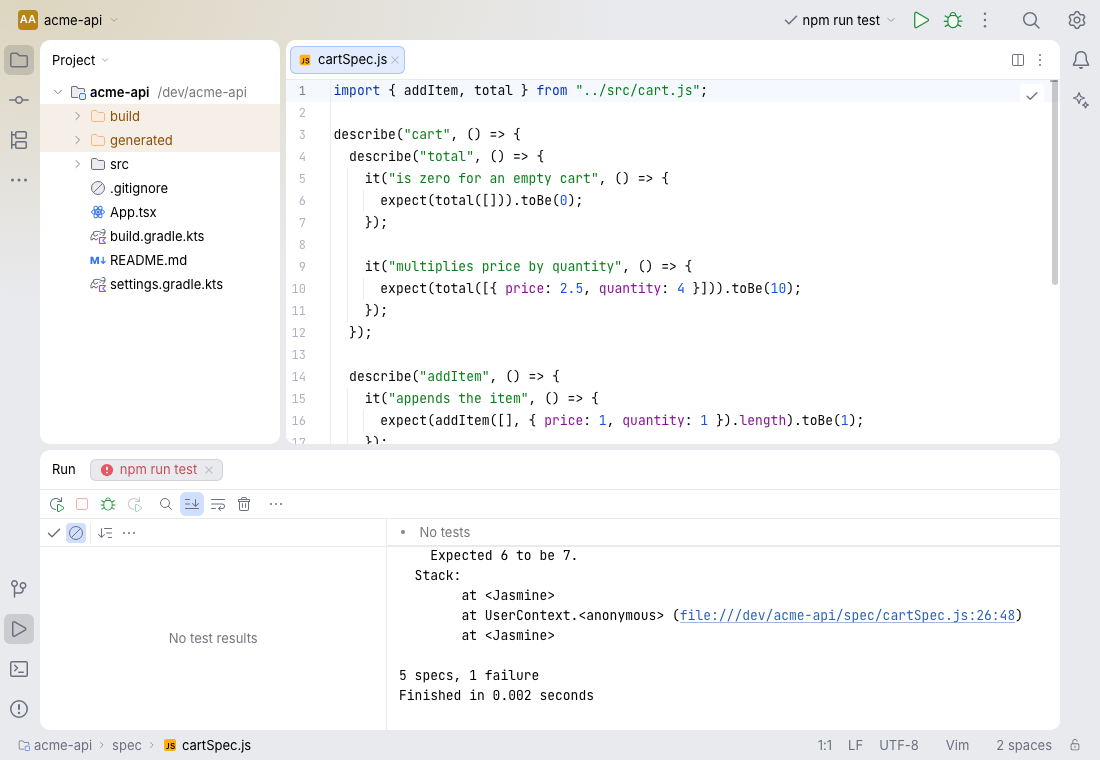 AA acme-api
npm run test
Project
cartSpec.js
acme-api /dev/acme-api
build
generated
src
.gitignore
App.tsx
build.gradle.kts
README.md
settings.gradle.kts
1 import { addItem, total } from "../src/cart.js";
2
3 describe("cart", () => {
4 describe("total", () => {
5 it("is zero for an empty cart", () => {
6 expect(total([])).toBe(0);
7 });
8
9 it("multiplies price by quantity", () => {
10 expect(total([{ price: 2.5, quantity: 4 }])).toBe(10);
11 });
12 });
13
14 describe("addItem", () => {
15 it("appends the item", () => {
16 expect(addItem([], { price: 1, quantity: 1 }).length).toBe(1);
17 });
Run
npm run test
No tests
No test results
Expected 6 to be 7.
Stack:
at <Jasmine>
at UserContext.<anonymous> (file:///dev/acme-api/spec/cartSpec.js:26:48)
at <Jasmine>
5 specs, 1 failure
Finished in 0.002 seconds
acme-api > spec > JS cartSpec.js
1:1 LF UTF-8 Vim 2 spaces